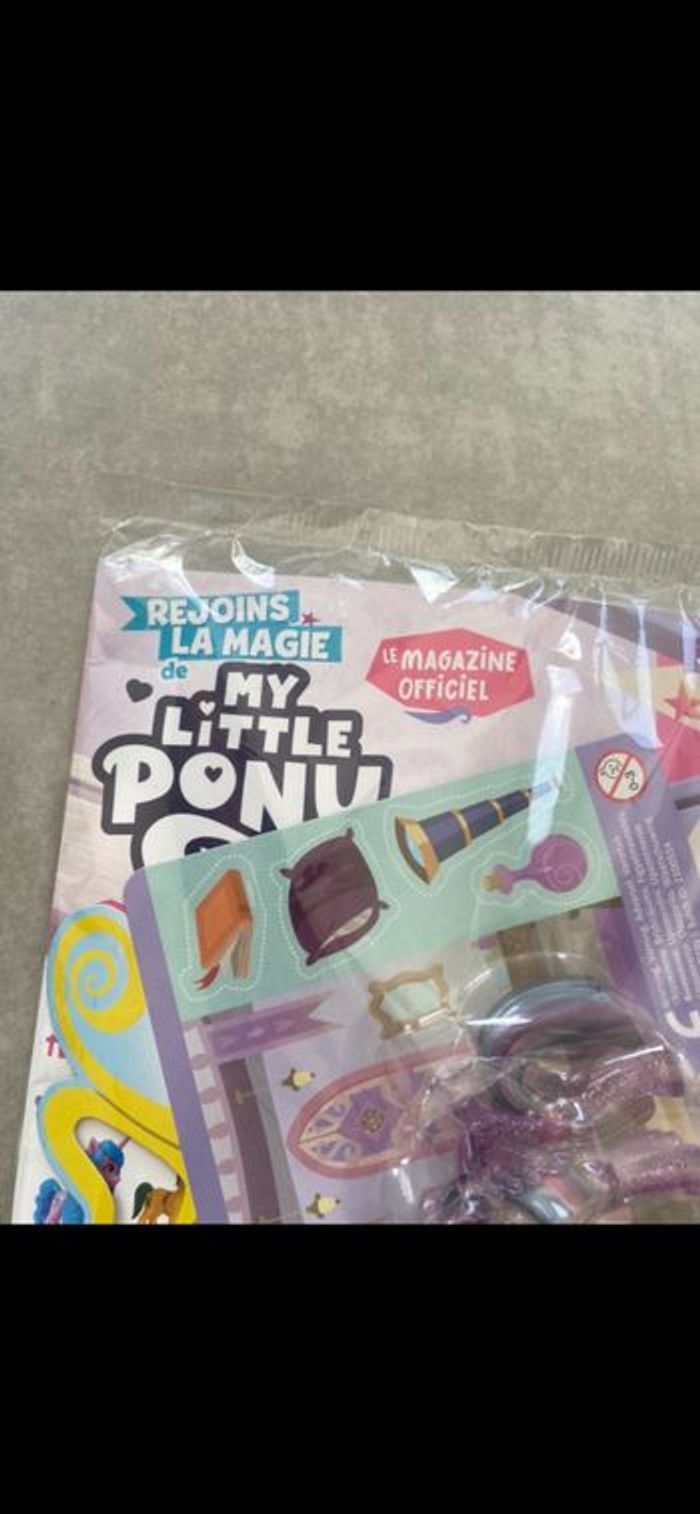 REJOINS
LA MAGIE
de
MY
LiTTLE
PONY
LE MAGAZINE
OFFiCiEL